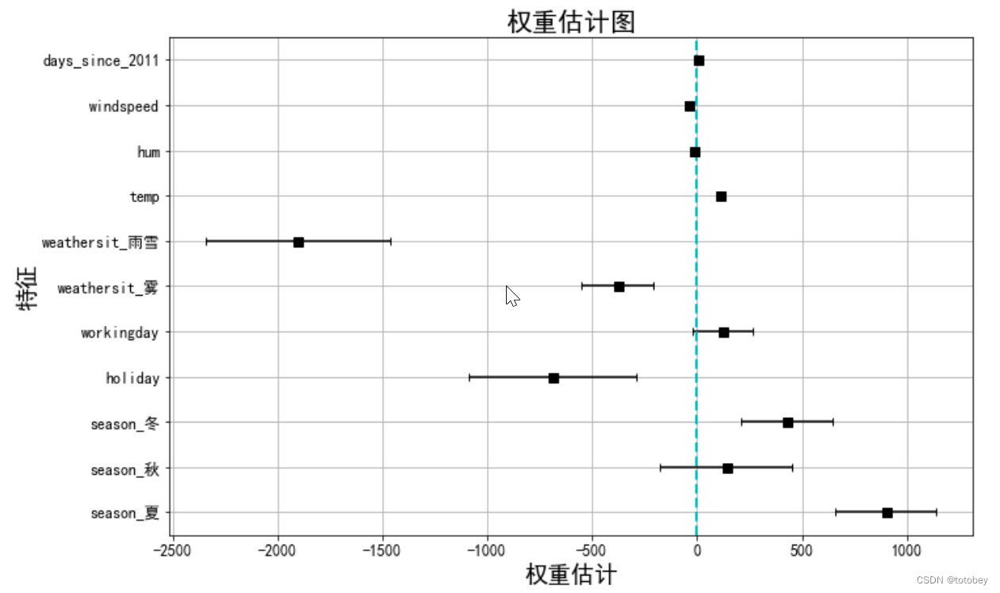 权重估计图
days_since_2011
windspeed
hum
temp
weathersit_雨雪
weathersit_雾
workingday
holiday
season_冬
season_秋
season_夏
特征
−2500 −2000 −1500 −1000 −500 0 500 1000
权重估计
CSDN @totobey